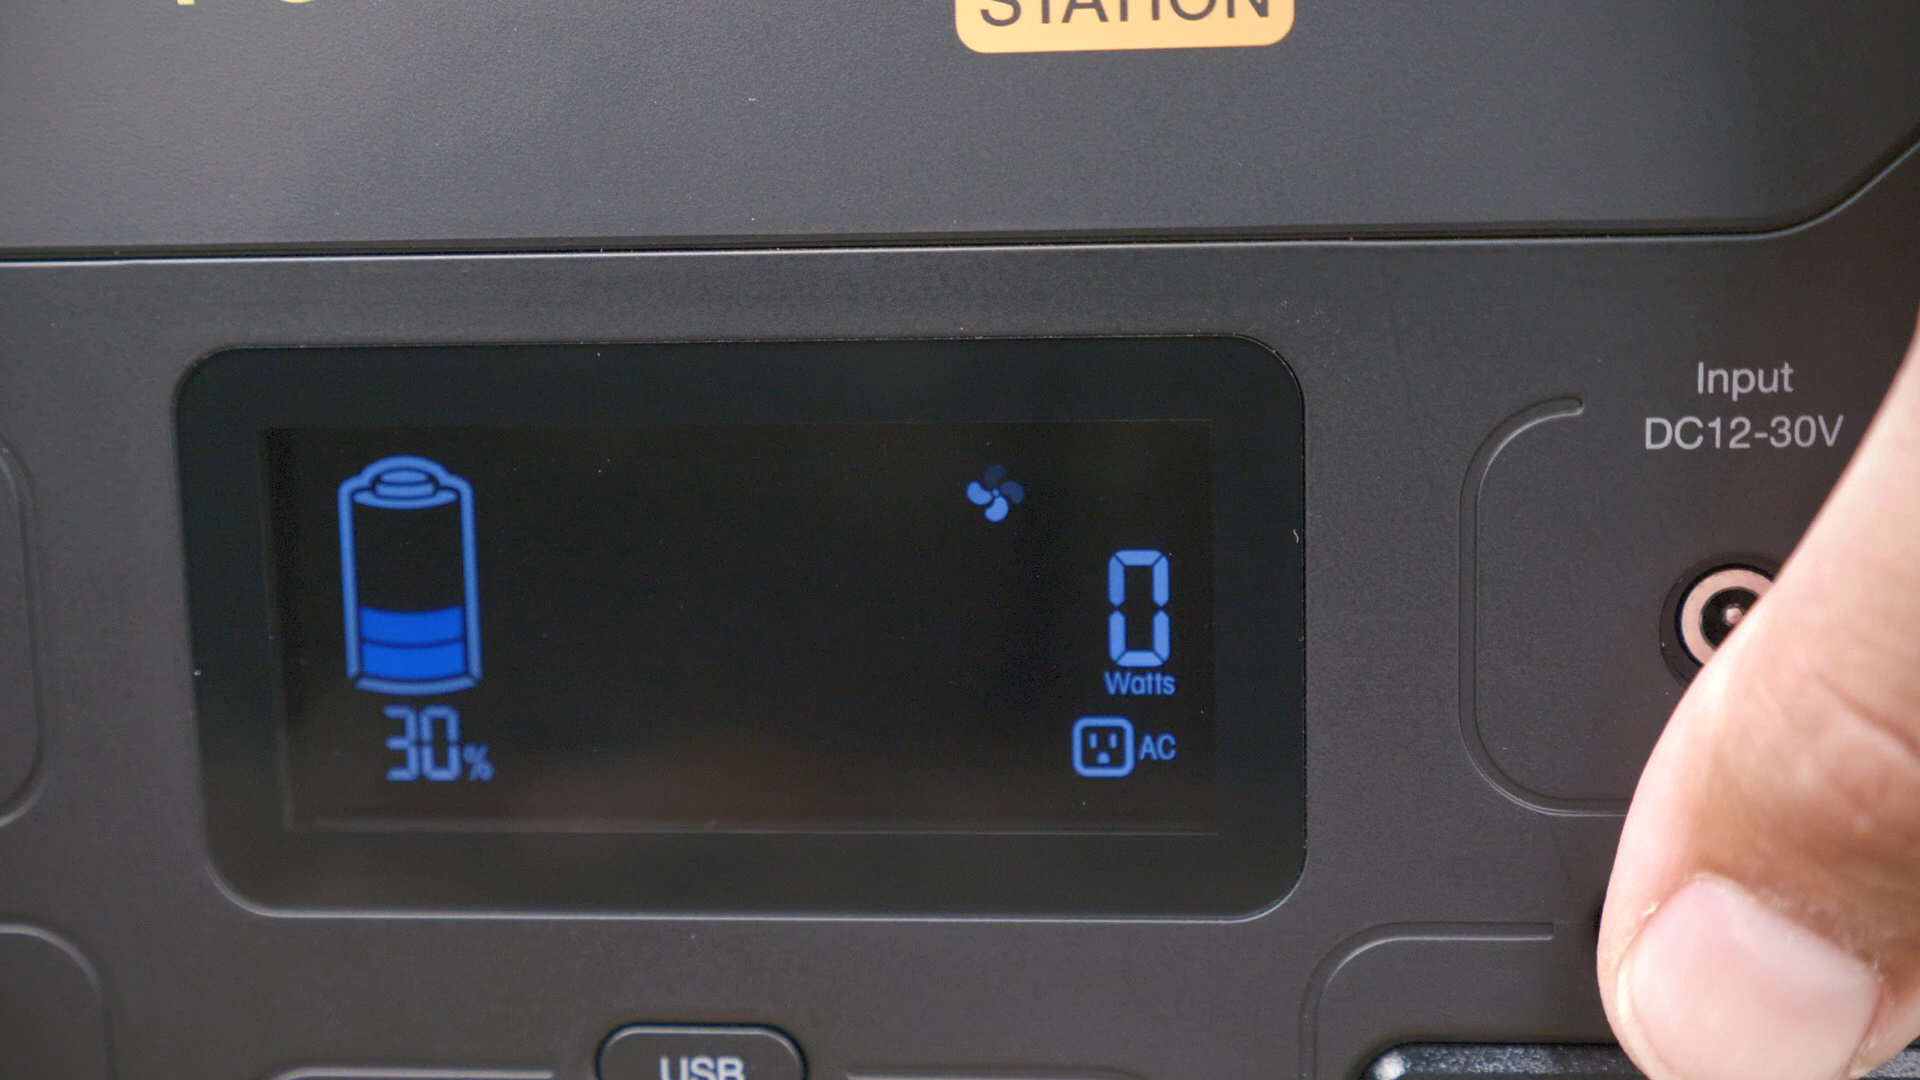 STATION
Input
DC12-30V
0
Watts
30%
AC
USB